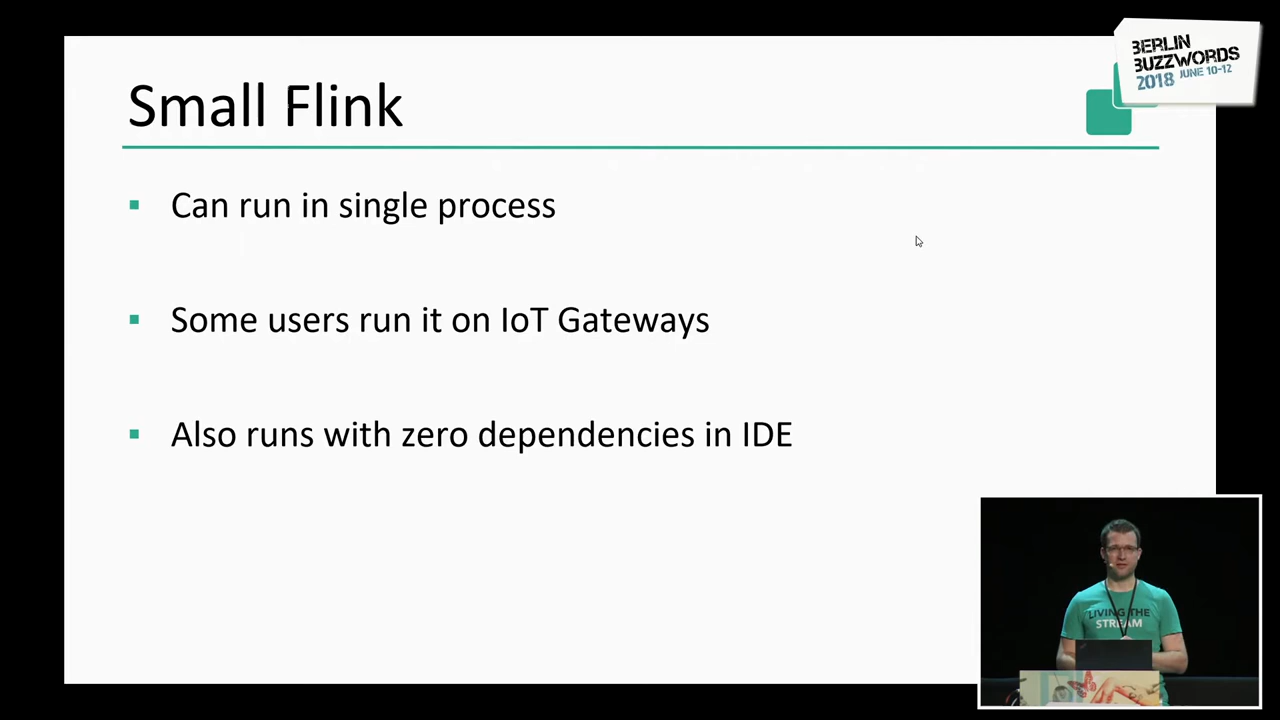 BERLIN
BUZZWORDS
2018 JUNE 10-12
Small Flink
▪ Can run in single process
▪ Some users run it on IoT Gateways
▪ Also runs with zero dependencies in IDE
LIVING THE
STREAM